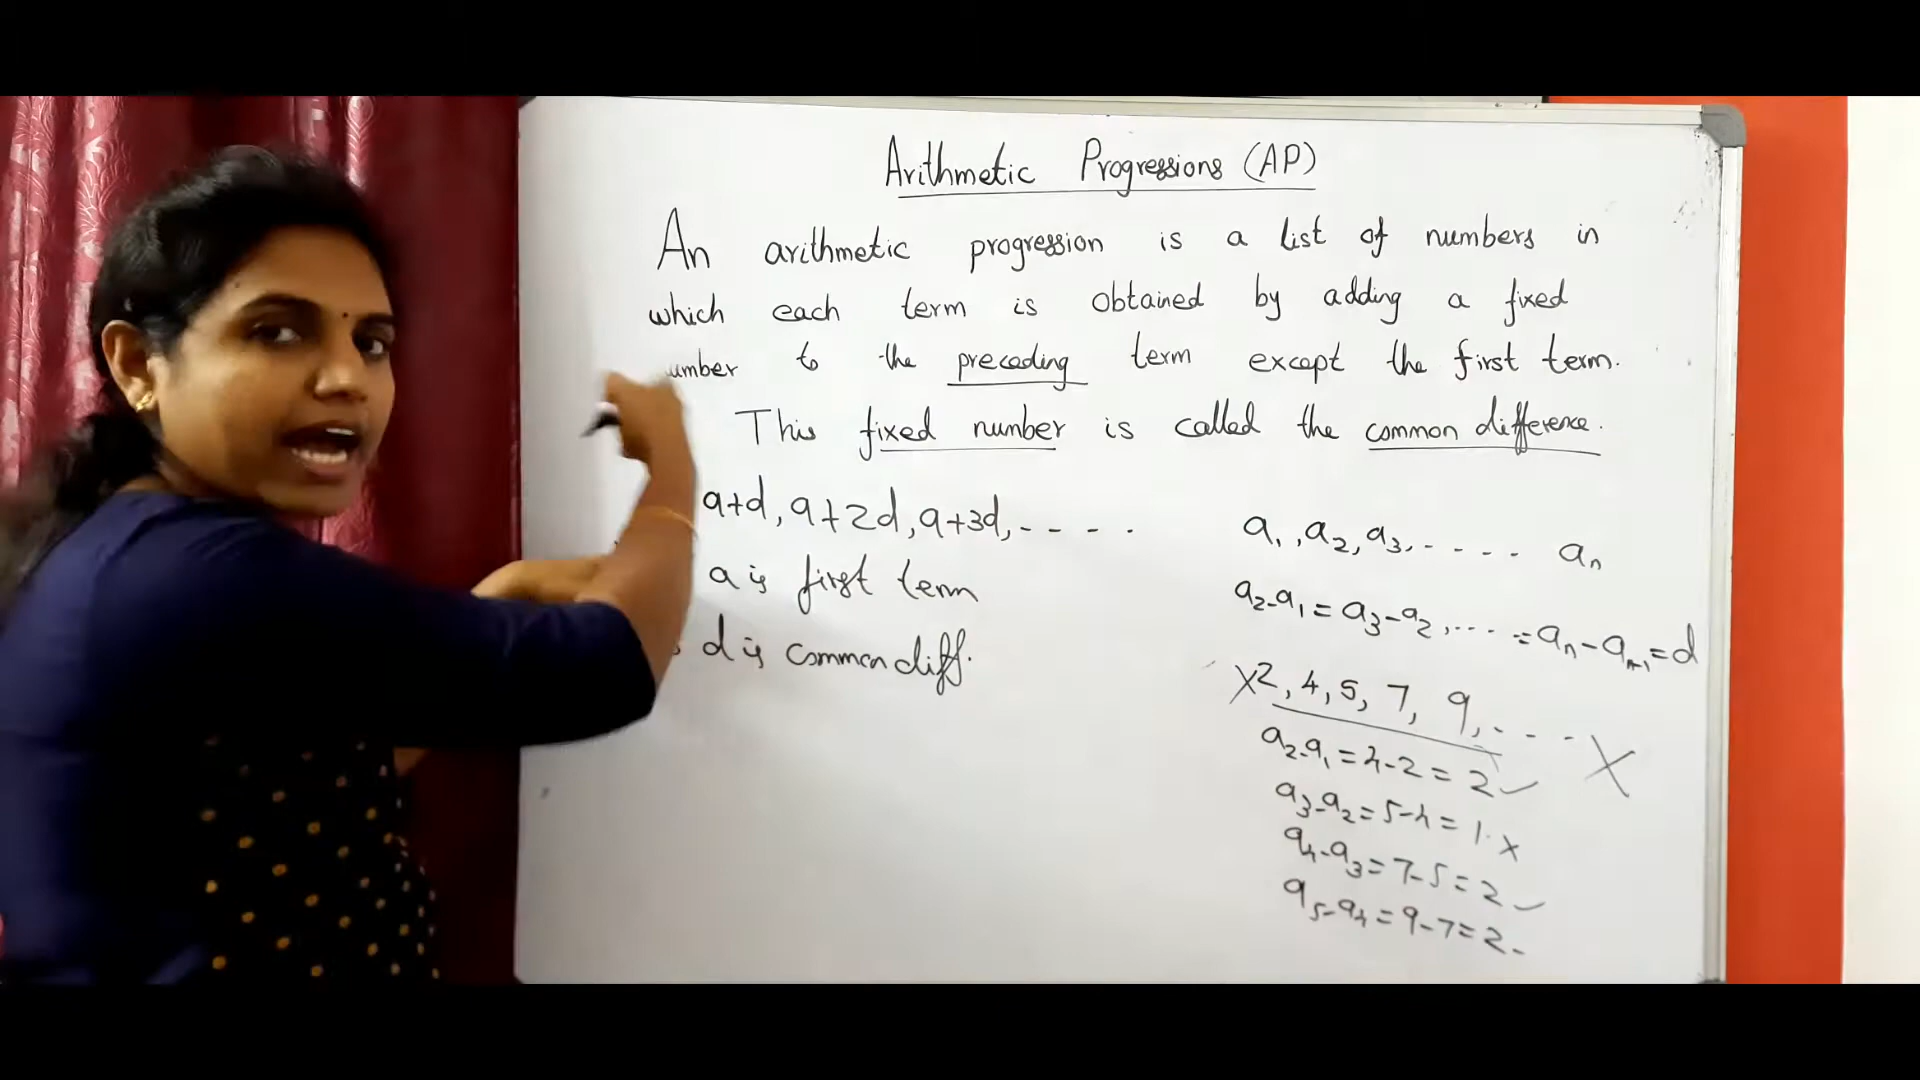 Arithmetic Progressions (AP)
An arithmetic progression is a list of numbers in
which each term is obtained by adding a fixed
umber to the preceding term except the first term.
This fixed number is called the common difference.
a+d, a+2d, a+3d, - - - - .
a is first term
d is common diff.
a₁, a₂, a₃, . - - - - aₙ
a₂-a₁ = a₃-a₂, .... = aₙ-aₙ₋₁ = d
X 2, 4, 5, 7, 9, - - - X
a₂-a₁ = 4-2 = 2 ✓
a₃-a₂ = 5-4 = 1. x
a₄-a₃ = 7-5 = 2 ✓
a₅-a₄ = 9-7 = 2 -